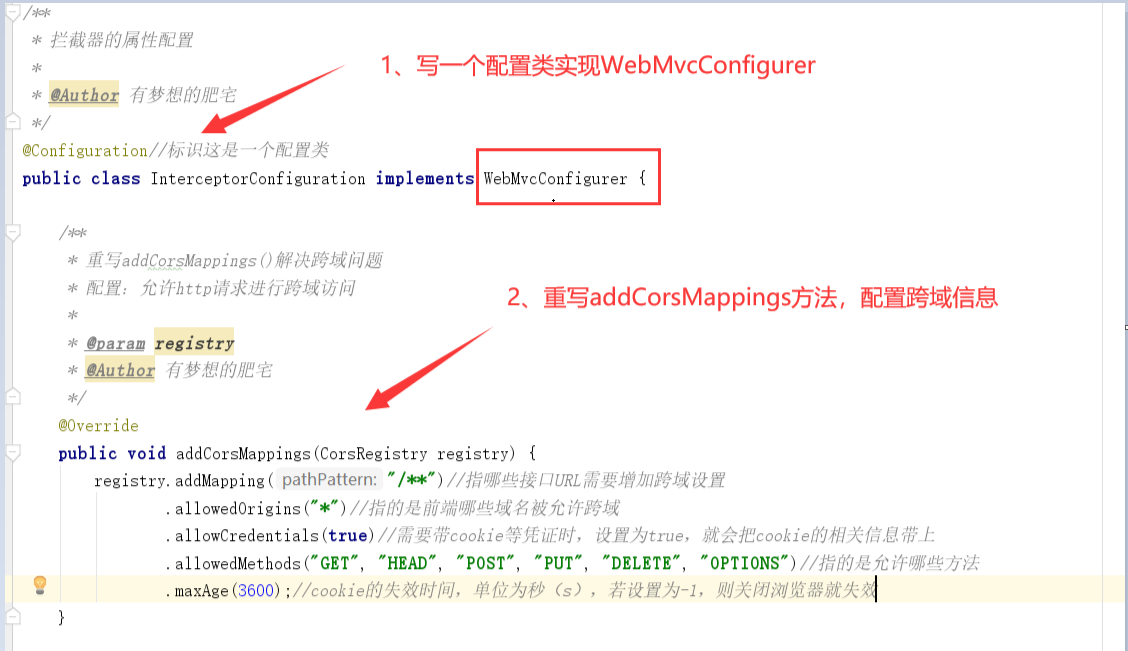 /**
* 拦截器的属性配置
*
1、写一个配置类实现WebMvcConfigurer
* @Author 有梦想的肥宅
*/
@Configuration//标识这是一个配置类
public class InterceptorConfiguration implements WebMvcConfigurer {
/**
* 重写addCorsMappings()解决跨域问题
* 配置：允许http请求进行跨域访问
2、重写addCorsMappings方法，配置跨域信息
*
* @param registry
* @Author 有梦想的肥宅
*/
@Override
public void addCorsMappings(CorsRegistry registry) {
registry.addMapping( pathPattern: "/**")//指哪些接口URL需要增加跨域设置
.allowedOrigins("*")//指的是前端哪些域名被允许跨域
.allowCredentials(true)//需要带cookie等凭证时，设置为true，就会把cookie的相关信息带上
.allowedMethods("GET", "HEAD", "POST", "PUT", "DELETE", "OPTIONS")//指的是允许哪些方法
.maxAge(3600);//cookie的失效时间，单位为秒（s），若设置为-1，则关闭浏览器就失效
}